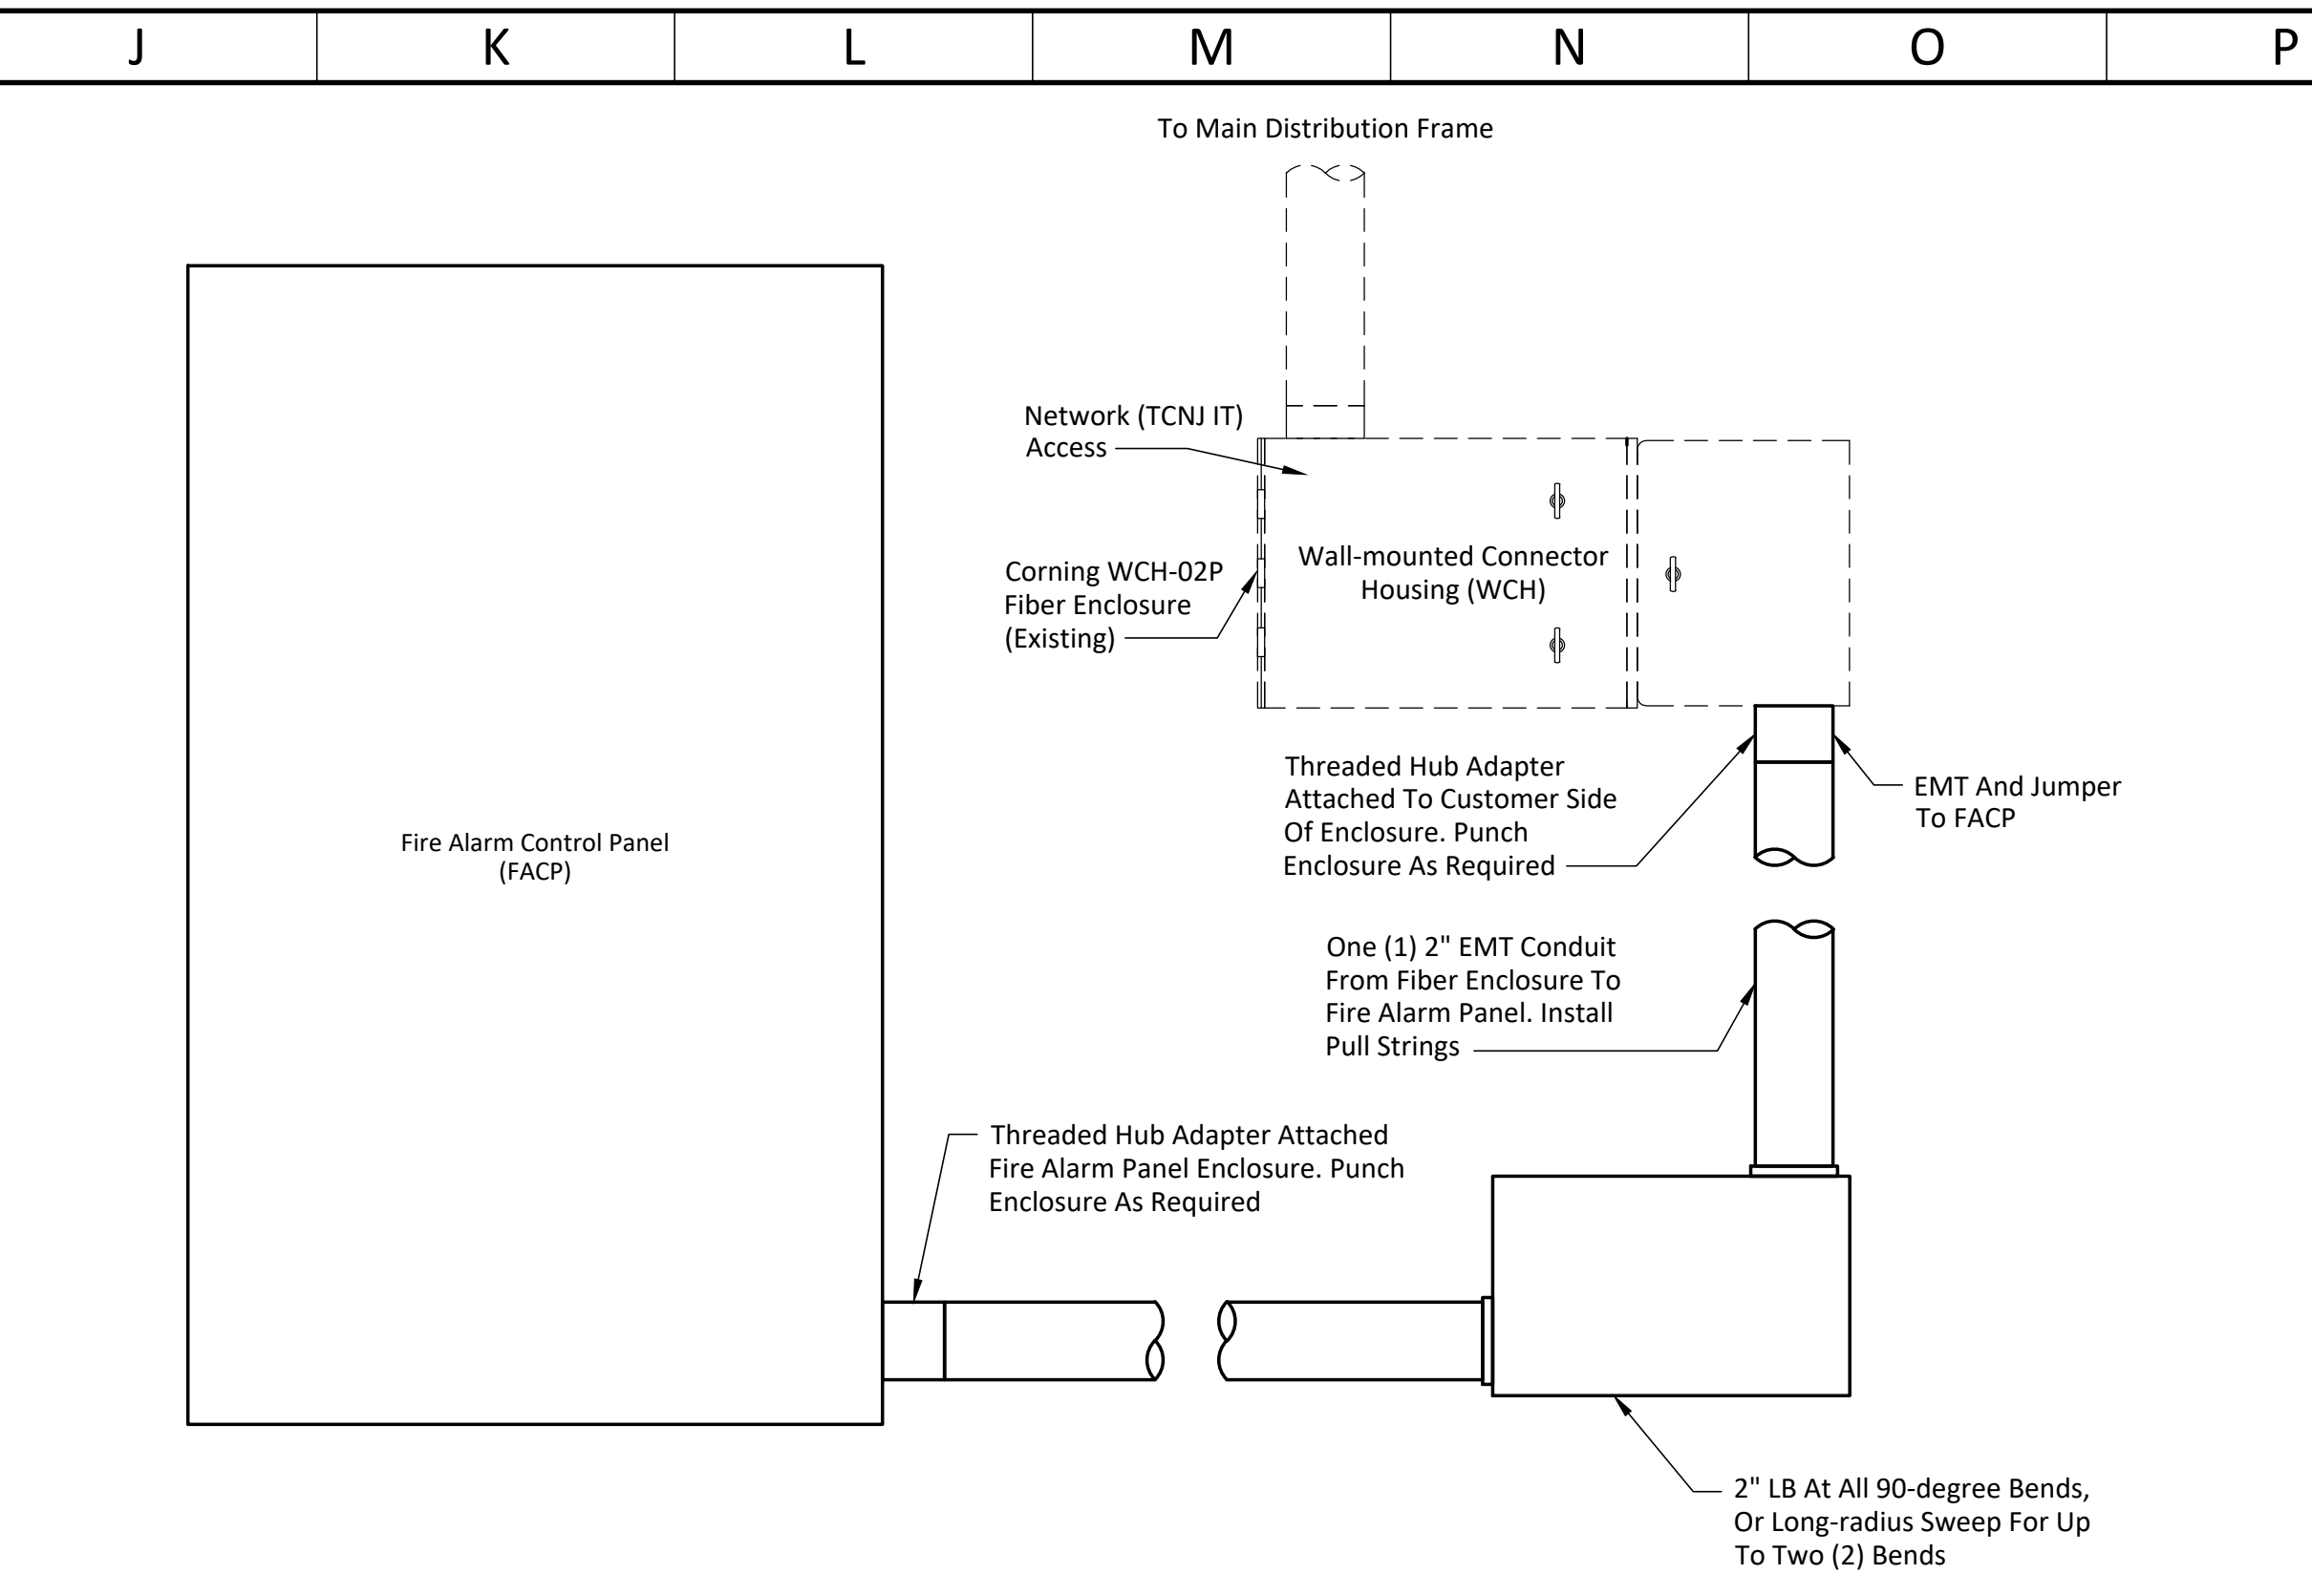 J K L M N O P
To Main Distribution Frame
Network (TCNJ IT)
Access
Corning WCH-02P
Fiber Enclosure
(Existing)
Wall-mounted Connector
Housing (WCH)
Threaded Hub Adapter
Attached To Customer Side
Of Enclosure. Punch
Enclosure As Required
EMT And Jumper
To FACP
Fire Alarm Control Panel
(FACP)
One (1) 2" EMT Conduit
From Fiber Enclosure To
Fire Alarm Panel. Install
Pull Strings
Threaded Hub Adapter Attached
Fire Alarm Panel Enclosure. Punch
Enclosure As Required
2" LB At All 90-degree Bends,
Or Long-radius Sweep For Up
To Two (2) Bends